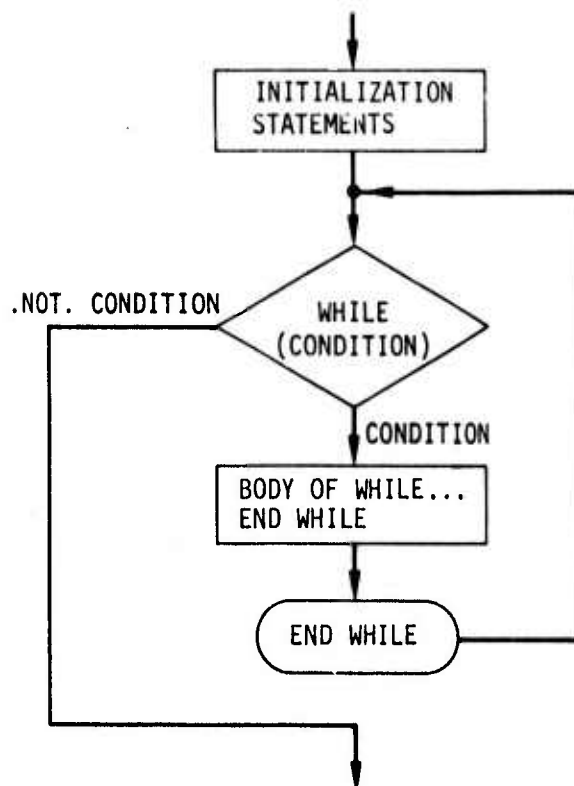 INITIALIZATION
STATEMENTS
.NOT. CONDITION
WHILE
(CONDITION)
CONDITION
BODY OF WHILE...
END WHILE
END WHILE